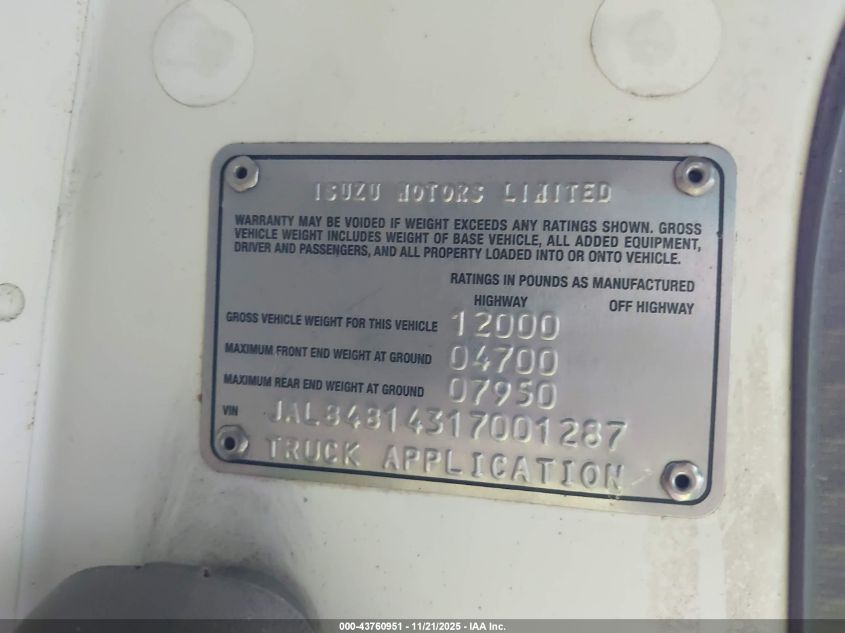 ISUZU MOTORS LIMITED
WARRANTY MAY BE VOIDED IF WEIGHT EXCEEDS ANY RATINGS SHOWN. GROSS
VEHICLE WEIGHT INCLUDES WEIGHT OF BASE VEHICLE, ALL ADDED EQUIPMENT,
DRIVER AND PASSENGERS, AND ALL PROPERTY LOADED INTO OR ONTO VEHICLE.
RATINGS IN POUNDS AS MANUFACTURED
HIGHWAY OFF HIGHWAY
GROSS VEHICLE WEIGHT FOR THIS VEHICLE 12000
MAXIMUM FRONT END WEIGHT AT GROUND 04700
MAXIMUM REAR END WEIGHT AT GROUND 07950
VIN JAL84814317001287
TRUCK APPLICATION
000-43760951 - 11/21/2025 - IAA Inc.